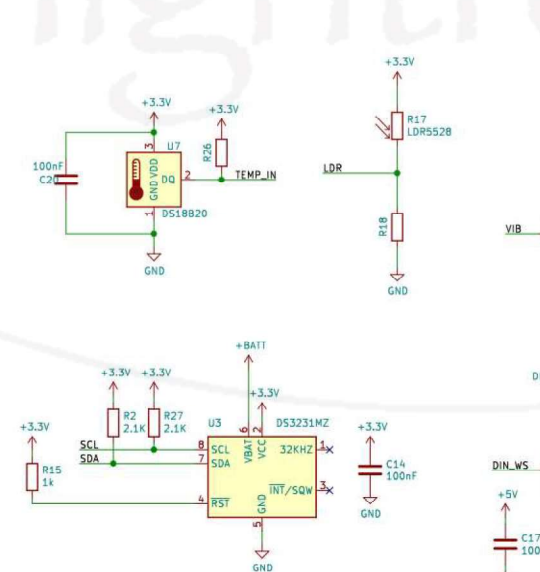 +3.3V
+3.3V
+3.3V
U7
R17
LDR5528
100nF
C20
3
VDD
DQ
GND
2
R26
TEMP_IN
1
DS18B20
GND
LDR
R18
GND
VIB
+BATT
+3.3V
+3.3V
+3.3V
+3.3V
+3.3V
R2
2.1K
R27
2.1K
U3
DS3231MZ
6
2
SCL
8
SCL
VBAT
VCC
32KHZ
1
SDA
7
SDA
R15
1k
4
RST
INT/SQW
3
GND
5
GND
C14
100nF
GND
DIN_WS
+5V
C17
100